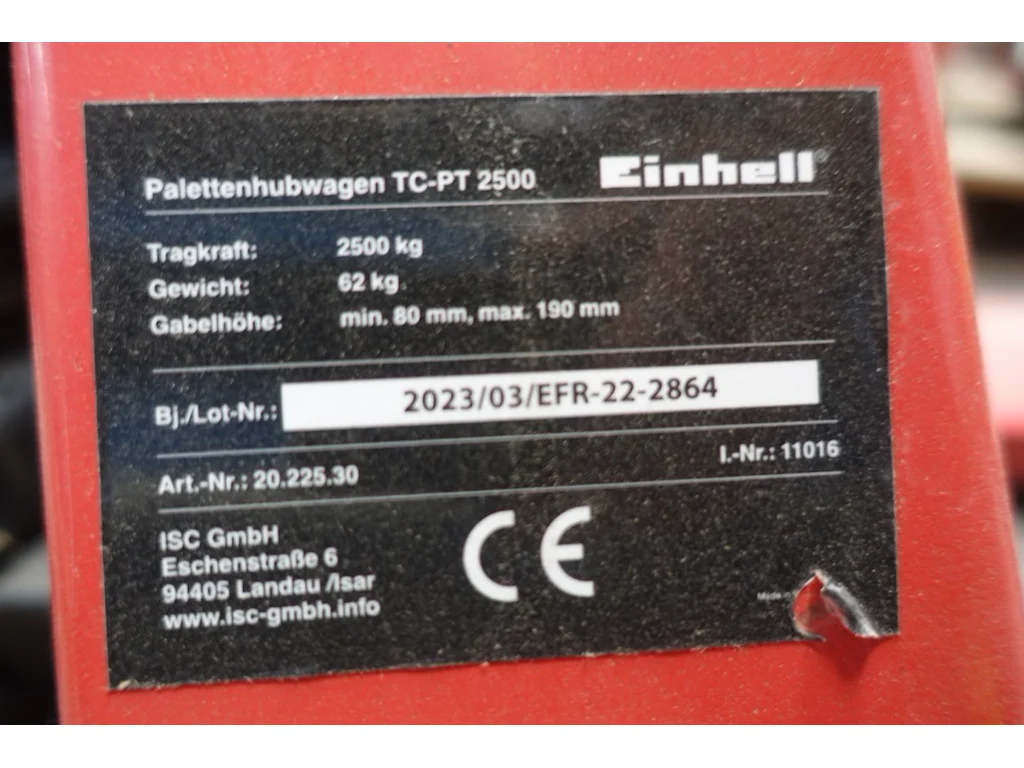 Palettenhubwagen TC-PT 2500
Einhell®
Tragkraft: 2500 kg
Gewicht: 62 kg
Gabelhöhe: min. 80 mm, max. 190 mm
Bj./Lot-Nr.: 2023/03/EFR-22-2864
Art.-Nr.: 20.225.30
I.-Nr.: 11016
ISC GmbH
Eschenstraße 6
94405 Landau /Isar
www.isc-gmbh.info
CE
Made in